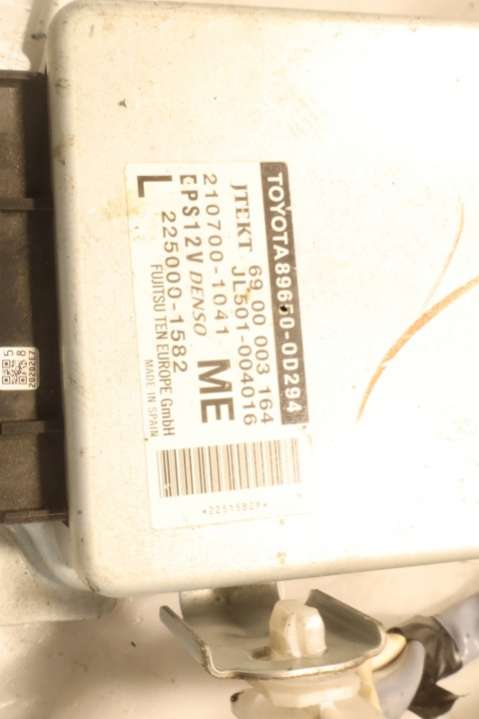 TOYOTA 89650-0D294
JTEKT 69 00 003 164
JL501-004016
210700-1041
EPS12V DENSO ME
L 225000-1582
FUJITSU TEN EUROPE GmbH
MADE IN SPAIN